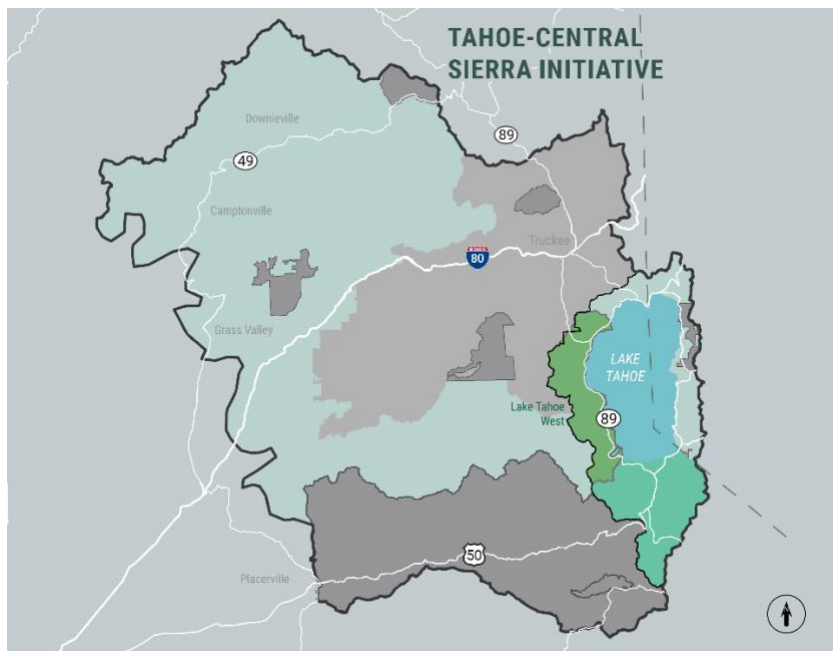 TAHOE-CENTRAL
SIERRA INITIATIVE
Downieville
89
49
Camptonville
Truckee
80
Grass Valley
LAKE
TAHOE
Lake Tahoe
West
89
50
Placerville